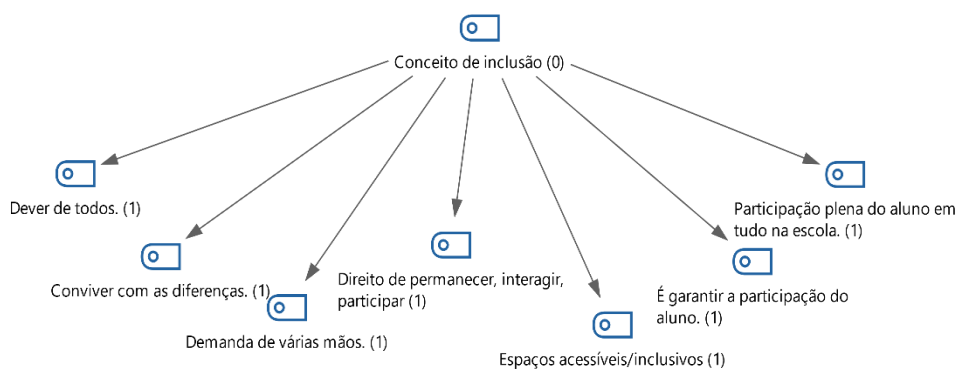 Conceito de inclusão (0)
Dever de todos. (1)
Participação plena do aluno em
tudo na escola. (1)
Conviver com as diferenças. (1)
Direito de permanecer, interagir,
participar (1)
É garantir a participação do
aluno. (1)
Demanda de várias mãos. (1)
Espaços acessíveis/inclusivos (1)